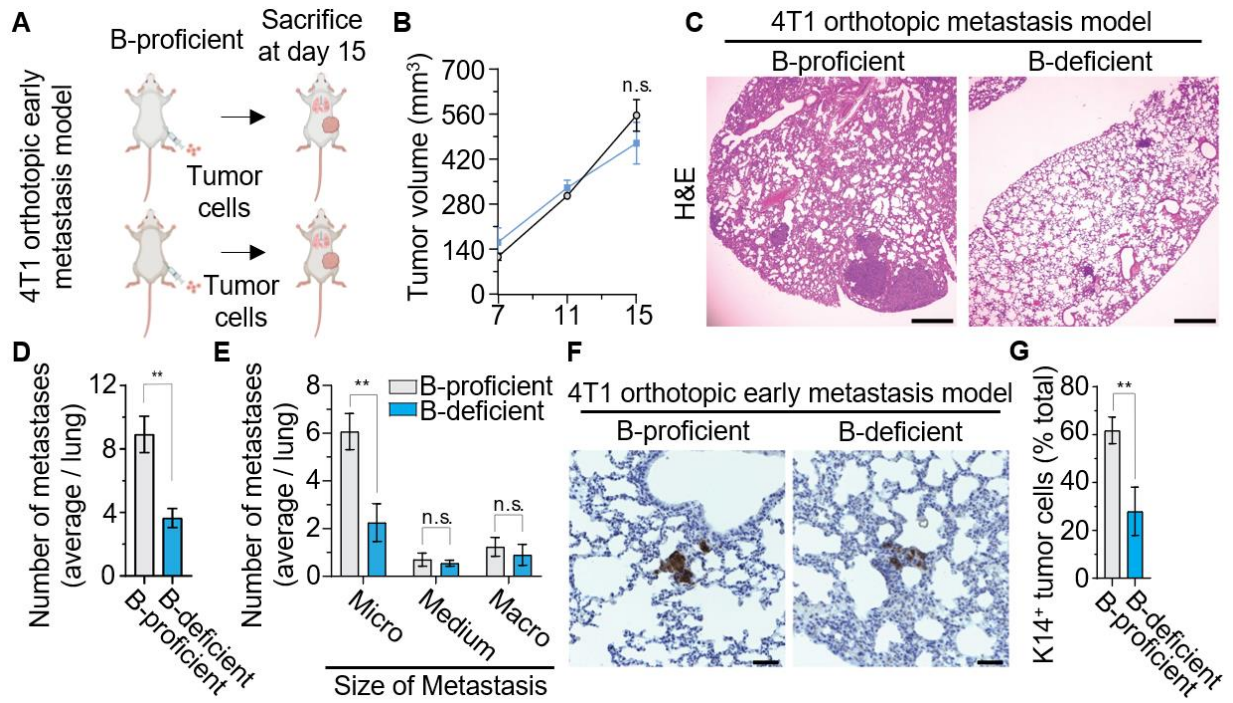 A
B-proficient
Sacrifice
at day 15
4T1 orthotopic early
metastasis model
Tumor
cells
Tumor
cells
B
Tumor volume (mm³)
700
560
420
280
140
0
7
11
15
n.s.
C
4T1 orthotopic metastasis model
B-proficient
B-deficient
H&E
D
Number of metastases
(average / lung)
12
8
4
0
**
B-proficient
B-deficient
E
Number of metastases
(average / lung)
8
6
4
2
0
**
n.s.
n.s.
B-proficient
B-deficient
Micro
Medium
Macro
Size of Metastasis
F
4T1 orthotopic early metastasis model
B-proficient
B-deficient
G
K14⁺ tumor cells (% total)
80
60
40
20
0
**
B-proficient
B-deficient